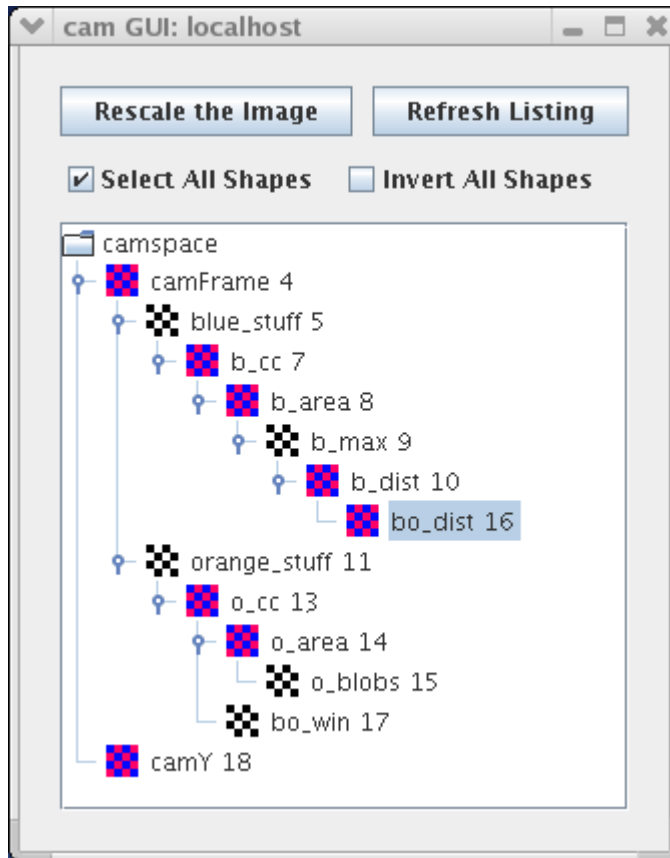 cam GUI: localhost
Rescale the Image Refresh Listing
Select All Shapes Invert All Shapes
camspace
camFrame 4
blue_stuff 5
b_cc 7
b_area 8
b_max 9
b_dist 10
bo_dist 16
orange_stuff 11
o_cc 13
o_area 14
o_blobs 15
bo_win 17
camY 18